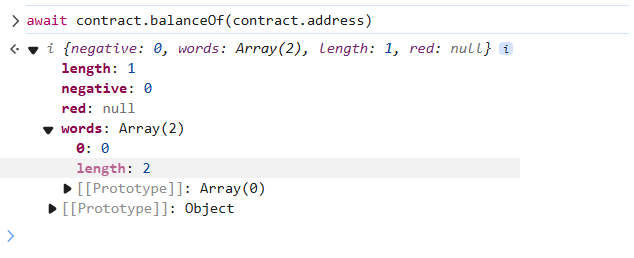 await contract.balanceOf(contract.address)
i {negative: 0, words: Array(2), length: 1, red: null} i
length: 1
negative: 0
red: null
words: Array(2)
0: 0
length: 2
[[Prototype]]: Array(0)
[[Prototype]]: Object